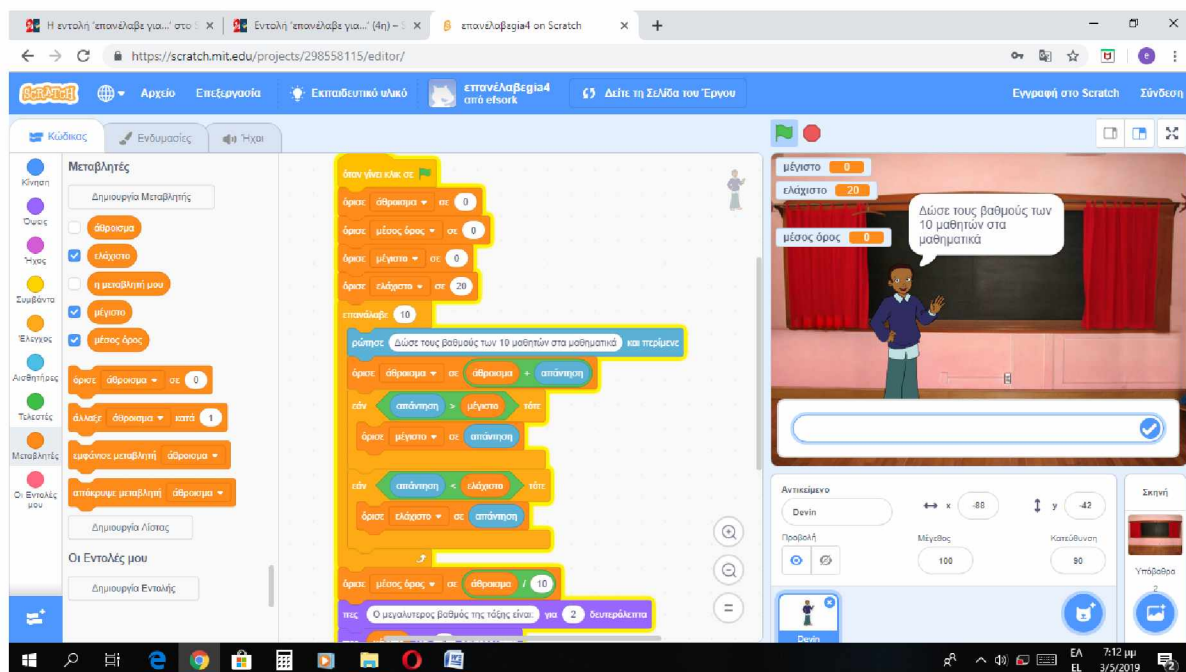 Η εντολή 'επανέλαβε για...' στο S
Εντολή 'επανέλαβε για...' (4η) – S
επανέλαβεgia4 on Scratch
https://scratch.mit.edu/projects/298558115/editor/
SCRATCH
Αρχείο
Επεξεργασία
Εκπαιδευτικό υλικό
επανέλαβεgia4
από efsork
Δείτε τη Σελίδα του Έργου
Εγγραφή στο Scratch
Σύνδεση
Κώδικας
Ενδυμασίες
Ήχοι
Κίνηση
Όψεις
Ήχος
Συμβάντα
Έλεγχος
Αισθητήρες
Τελεστές
Μεταβλητές
Οι Εντολές μου
Μεταβλητές
Δημιουργία Μεταβλητής
άθροισμα
ελάχιστο
η μεταβλητή μου
μέγιστο
μέσος όρος
όρισε άθροισμα σε 0
άλλαξε άθροισμα κατά 1
εμφάνισε μεταβλητή άθροισμα
απόκρυψε μεταβλητή άθροισμα
Δημιουργία Λίστας
Οι Εντολές μου
Δημιουργία Εντολής
όταν γίνει κλικ σε
όρισε άθροισμα σε 0
όρισε μέσος όρος σε 0
όρισε μέγιστο σε 0
όρισε ελάχιστο σε 20
επανάλαβε 10
ρώτησε Δώσε τους βαθμούς των 10 μαθητών στα μαθηματικά και περίμενε
όρισε άθροισμα σε άθροισμα + απάντηση
εάν απάντηση > μέγιστο τότε
όρισε μέγιστο σε απάντηση
εάν απάντηση < ελάχιστο τότε
όρισε ελάχιστο σε απάντηση
όρισε μέσος όρος σε άθροισμα / 10
πες Ο μεγαλυτερος βαθμός της τάξης είναι: για 2 δευτερόλεπτα
μέγιστο 0
ελάχιστο 20
μέσος όρος 0
Δώσε τους βαθμούς των
10 μαθητών στα
μαθηματικά
Αντικείμενο
Devin
x -88
y -42
Προβολή
Μέγεθος
100
Κατεύθυνση
90
Devin
Σκηνή
Υπόβαθρα
2
ΕΛ
EL
7:12 μμ
3/5/2019
2